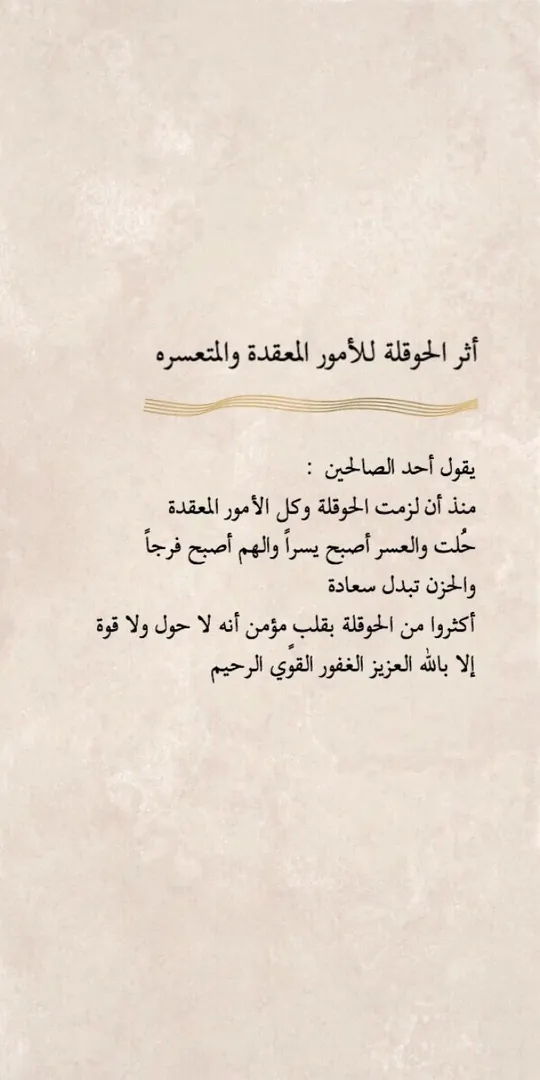 أثر الحوقلة للأمور المعقدة والمتعسره
يقول أحد الصالحين :
منذ أن لزمت الحوقلة وكل الأمور المعقدة
حُلت والعسر أصبح يسراً والهم أصبح فرجاً
والحزن تبدل سعادة
أكثروا من الحوقلة بقلبٍ مؤمن أنه لا حول ولا قوة
إلا بالله العزيز الغفور القوًي الرحيم